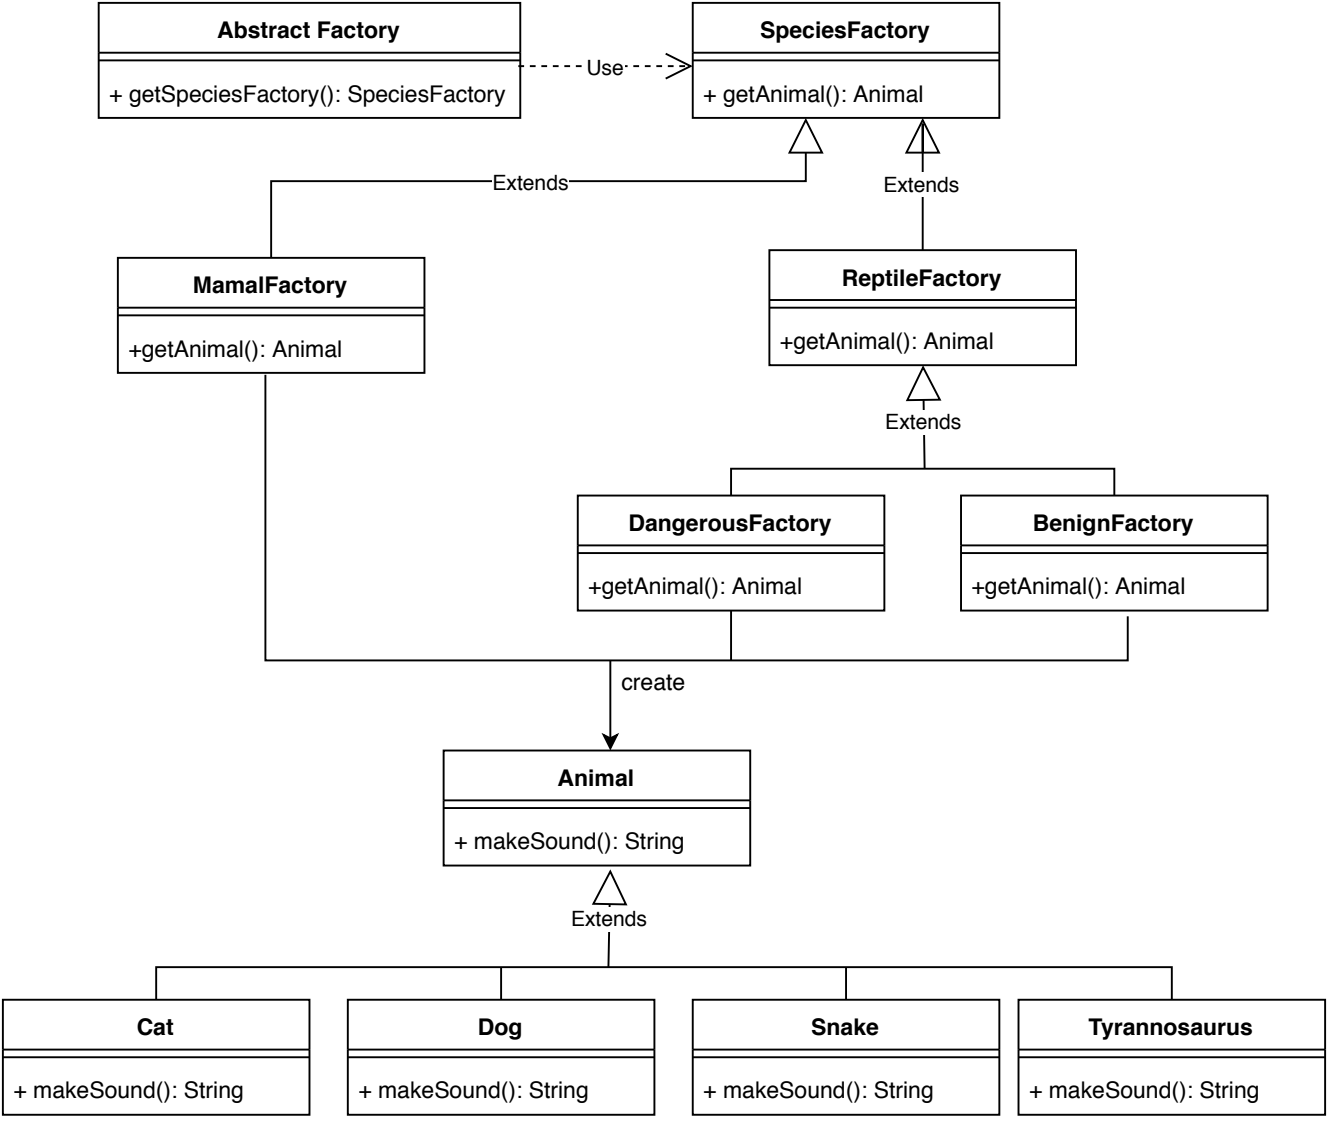 Abstract Factory
+ getSpeciesFactory(): SpeciesFactory
Use
SpeciesFactory
+ getAnimal(): Animal
Extends
Extends
MamalFactory
+getAnimal(): Animal
ReptileFactory
+getAnimal(): Animal
Extends
DangerousFactory
+getAnimal(): Animal
BenignFactory
+getAnimal(): Animal
create
Animal
+ makeSound(): String
Extends
Cat
+ makeSound(): String
Dog
+ makeSound(): String
Snake
+ makeSound(): String
Tyrannosaurus
+ makeSound(): String